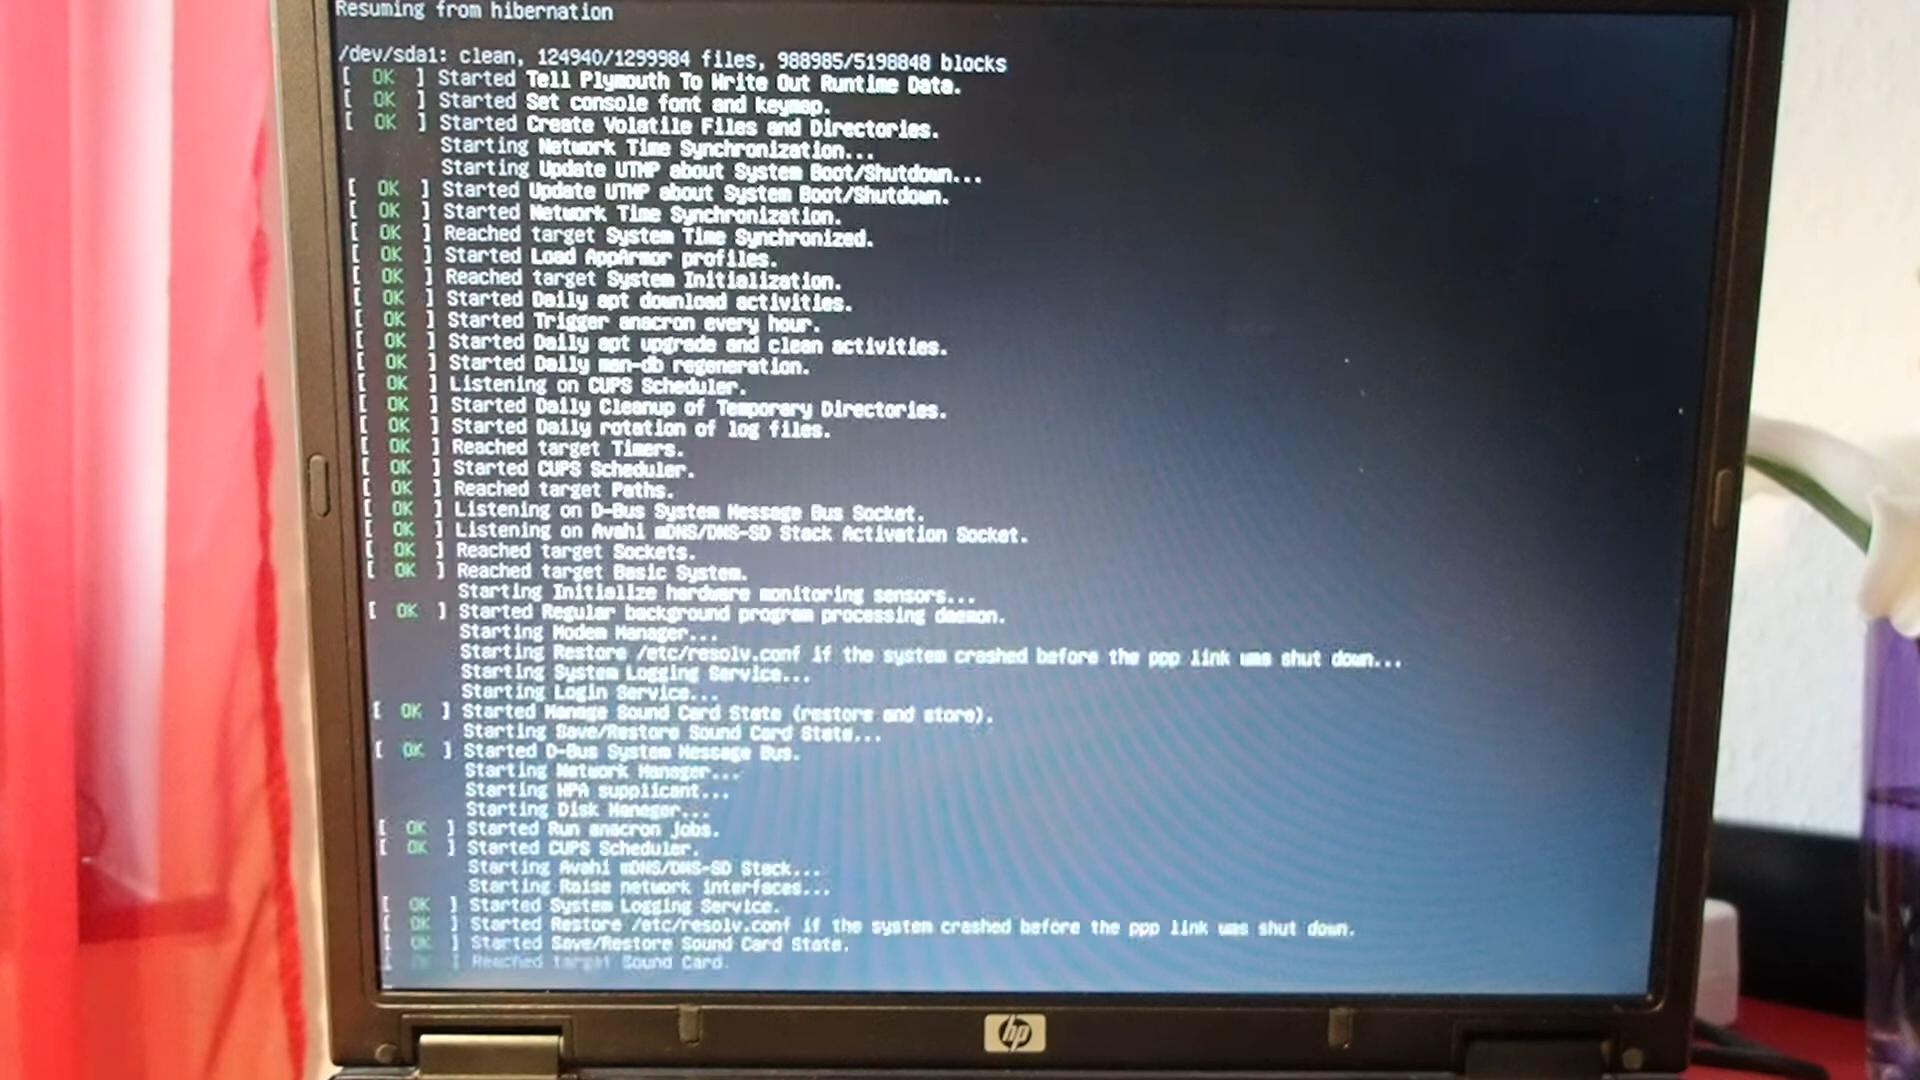 Resuming from hibernation
/dev/sda1: clean, 124940/1299984 files, 988985/5198848 blocks
[ OK ] Started Tell Plymouth To Write Out Runtime Data.
[ OK ] Started Set console font and keymap.
[ OK ] Started Create Volatile Files and Directories.
Starting Network Time Synchronization...
Starting Update UTMP about System Boot/Shutdown...
[ OK ] Started Update UTMP about System Boot/Shutdown.
[ OK ] Started Network Time Synchronization.
[ OK ] Reached target System Time Synchronized.
[ OK ] Started Load AppArmor profiles.
[ OK ] Reached target System Initialization.
[ OK ] Started Daily apt download activities.
[ OK ] Started Trigger anacron every hour.
[ OK ] Started Daily apt upgrade and clean activities.
[ OK ] Started Daily man-db regeneration.
[ OK ] Listening on CUPS Scheduler.
[ OK ] Started Daily Cleanup of Temporary Directories.
[ OK ] Started Daily rotation of log files.
[ OK ] Reached target Timers.
[ OK ] Started CUPS Scheduler.
[ OK ] Reached target Paths.
[ OK ] Listening on D-Bus System Message Bus Socket.
[ OK ] Listening on Avahi mDNS/DNS-SD Stack Activation Socket.
[ OK ] Reached target Sockets.
[ OK ] Reached target Basic System.
Starting Initialize hardware monitoring sensors...
[ OK ] Started Regular background program processing daemon.
Starting Modem Manager...
Starting Restore /etc/resolv.conf if the system crashed before the ppp link was shut down...
Starting System Logging Service...
Starting Login Service...
[ OK ] Started Manage Sound Card State (restore and store).
Starting Save/Restore Sound Card State...
[ OK ] Started D-Bus System Message Bus.
Starting Network Manager...
Starting WPA supplicant...
Starting Disk Manager...
[ OK ] Started Run anacron jobs.
[ OK ] Started CUPS Scheduler.
Starting Avahi mDNS/DNS-SD Stack...
Starting Raise network interfaces...
[ OK ] Started System Logging Service.
[ OK ] Started Restore /etc/resolv.conf if the system crashed before the ppp link was shut down.
[ OK ] Started Save/Restore Sound Card State.
[ OK ] Reached target Sound Card.
hp